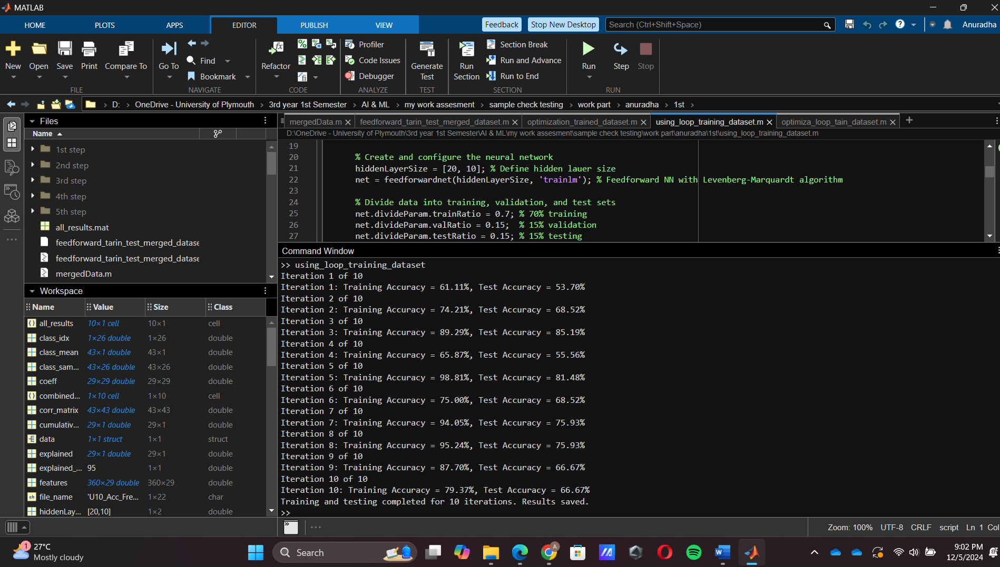 MATLAB
HOME PLOTS APPS EDITOR PUBLISH VIEW Feedback Stop New Desktop Search (Ctrl+Shift+Space) Anuradha
New Open Save Print Compare To
FILE
Go To Find Bookmark
NAVIGATE
Refactor
CODE
Profiler
Code Issues
Debugger
ANALYZE
Generate Test
TEST
Run Section
Section Break
Run and Advance
Run to End
SECTION
Run Step Stop
RUN
D: OneDrive - University of Plymouth 3rd year 1st Semester AI & ML my work assesment sample check testing work part anuradha 1st
Files
Name
1st step
2nd step
3rd step
4th step
5th step
all_results.mat
feedforward_tarin_test_merged_datase
feedforward_tarin_test_merged_datase
mergedData.m
Workspace
Name Value Size Class
all_results 10×1 cell 10×1 cell
class_idx 1×26 double 1×26 double
class_mean 43×1 double 43×1 double
class_sam... 43×26 double 43×26 double
coeff 29×29 double 29×29 double
combined... 1×10 cell 1×10 cell
corr_matrix 43×43 double 43×43 double
cumulativ... 29×1 double 29×1 double
data 1×1 struct 1×1 struct
explained 29×1 double 29×1 double
explained_... 95 1×1 double
features 360×29 double 360×29 double
file_name 'U10_Acc_Fre... 1×22 char
hiddenLay... [20,10] 1×2 double
mergedData.m feedforward_tarin_test_merged_dataset.m optimization_trained_dataset.m using_loop_training_dataset.m optimiza_loop_tain_dataset.m
D:\OneDrive - University of Plymouth\3rd year 1st Semester\AI & ML\my work assesment\sample check testing\work part\anuradha\1st\using_loop_training_dataset.m
19
20 % Create and configure the neural network
21 hiddenLayerSize = [20, 10]; % Define hidden lauer size
22 net = feedforwardnet(hiddenLayerSize, 'trainlm'); % Feedforward NN with Levenberg-Marquardt algorithm
23
24 % Divide data into training, validation, and test sets
25 net.divideParam.trainRatio = 0.7; % 70% training
26 net.divideParam.valRatio = 0.15;  % 15% validation
27 net.divideParam.testRatio = 0.15; % 15% testing
Command Window
>> using_loop_training_dataset
Iteration 1 of 10
Iteration 1: Training Accuracy = 61.11%, Test Accuracy = 53.70%
Iteration 2 of 10
Iteration 2: Training Accuracy = 74.21%, Test Accuracy = 68.52%
Iteration 3 of 10
Iteration 3: Training Accuracy = 89.29%, Test Accuracy = 85.19%
Iteration 4 of 10
Iteration 4: Training Accuracy = 65.87%, Test Accuracy = 55.56%
Iteration 5 of 10
Iteration 5: Training Accuracy = 98.81%, Test Accuracy = 81.48%
Iteration 6 of 10
Iteration 6: Training Accuracy = 75.00%, Test Accuracy = 68.52%
Iteration 7 of 10
Iteration 7: Training Accuracy = 94.05%, Test Accuracy = 75.93%
Iteration 8 of 10
Iteration 8: Training Accuracy = 95.24%, Test Accuracy = 75.93%
Iteration 9 of 10
Iteration 9: Training Accuracy = 87.70%, Test Accuracy = 66.67%
Iteration 10 of 10
Iteration 10: Training Accuracy = 79.37%, Test Accuracy = 66.67%
Training and testing completed for 10 iterations. Results saved.
>>
Zoom: 100% UTF-8 CRLF script Ln 1 Col
1 27°C
Mostly cloudy
Search
9:02 PM
12/5/2024